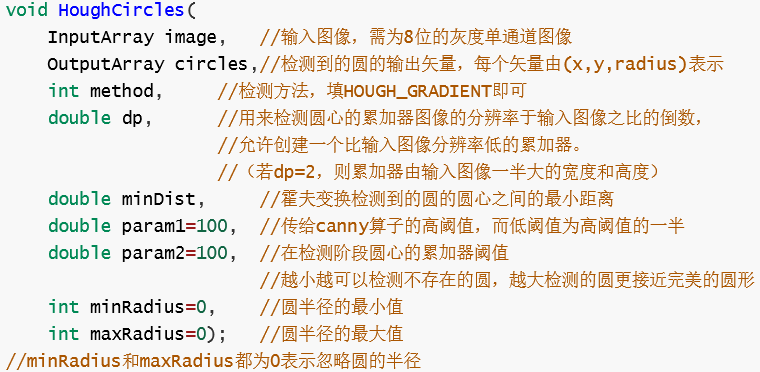 void HoughCircles(
InputArray image, //输入图像，需为8位的灰度单通道图像
OutputArray circles,//检测到的圆的输出矢量，每个矢量由(x,y,radius)表示
int method, //检测方法，填HOUGH_GRADIENT即可
double dp, //用来检测圆心的累加器图像的分辨率于输入图像之比的倒数，
//允许创建一个比输入图像分辨率低的累加器。
//（若dp=2，则累加器由输入图像一半大的宽度和高度）
double minDist, //霍夫变换检测到的圆的圆心之间的最小距离
double param1=100, //传给canny算子的高阈值，而低阈值为高阈值的一半
double param2=100, //在检测阶段圆心的累加器阈值
//越小越可以检测不存在的圆，越大检测的圆更接近完美的圆形
int minRadius=0, //圆半径的最小值
int maxRadius=0); //圆半径的最大值
//minRadius和maxRadius都为0表示忽略圆的半径